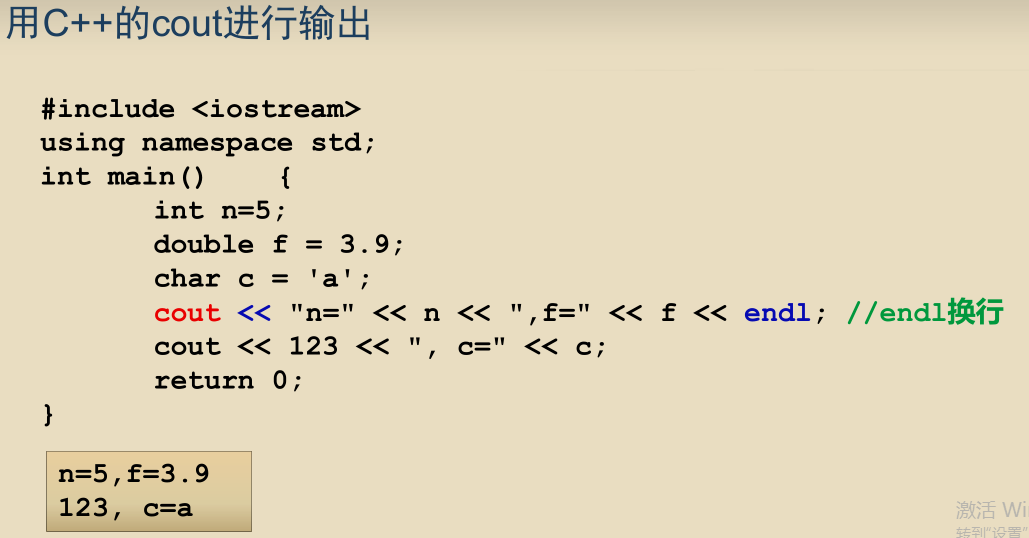 用C++的cout进行输出
#include <iostream>
using namespace std;
int main()    {
        int n=5;
        double f = 3.9;
        char c = 'a';
        cout << "n=" << n << ",f=" << f << endl; //endl换行
        cout << 123 << ", c=" << c;
        return 0;
}
n=5,f=3.9
123, c=a
激活 Wi
转到"设置"